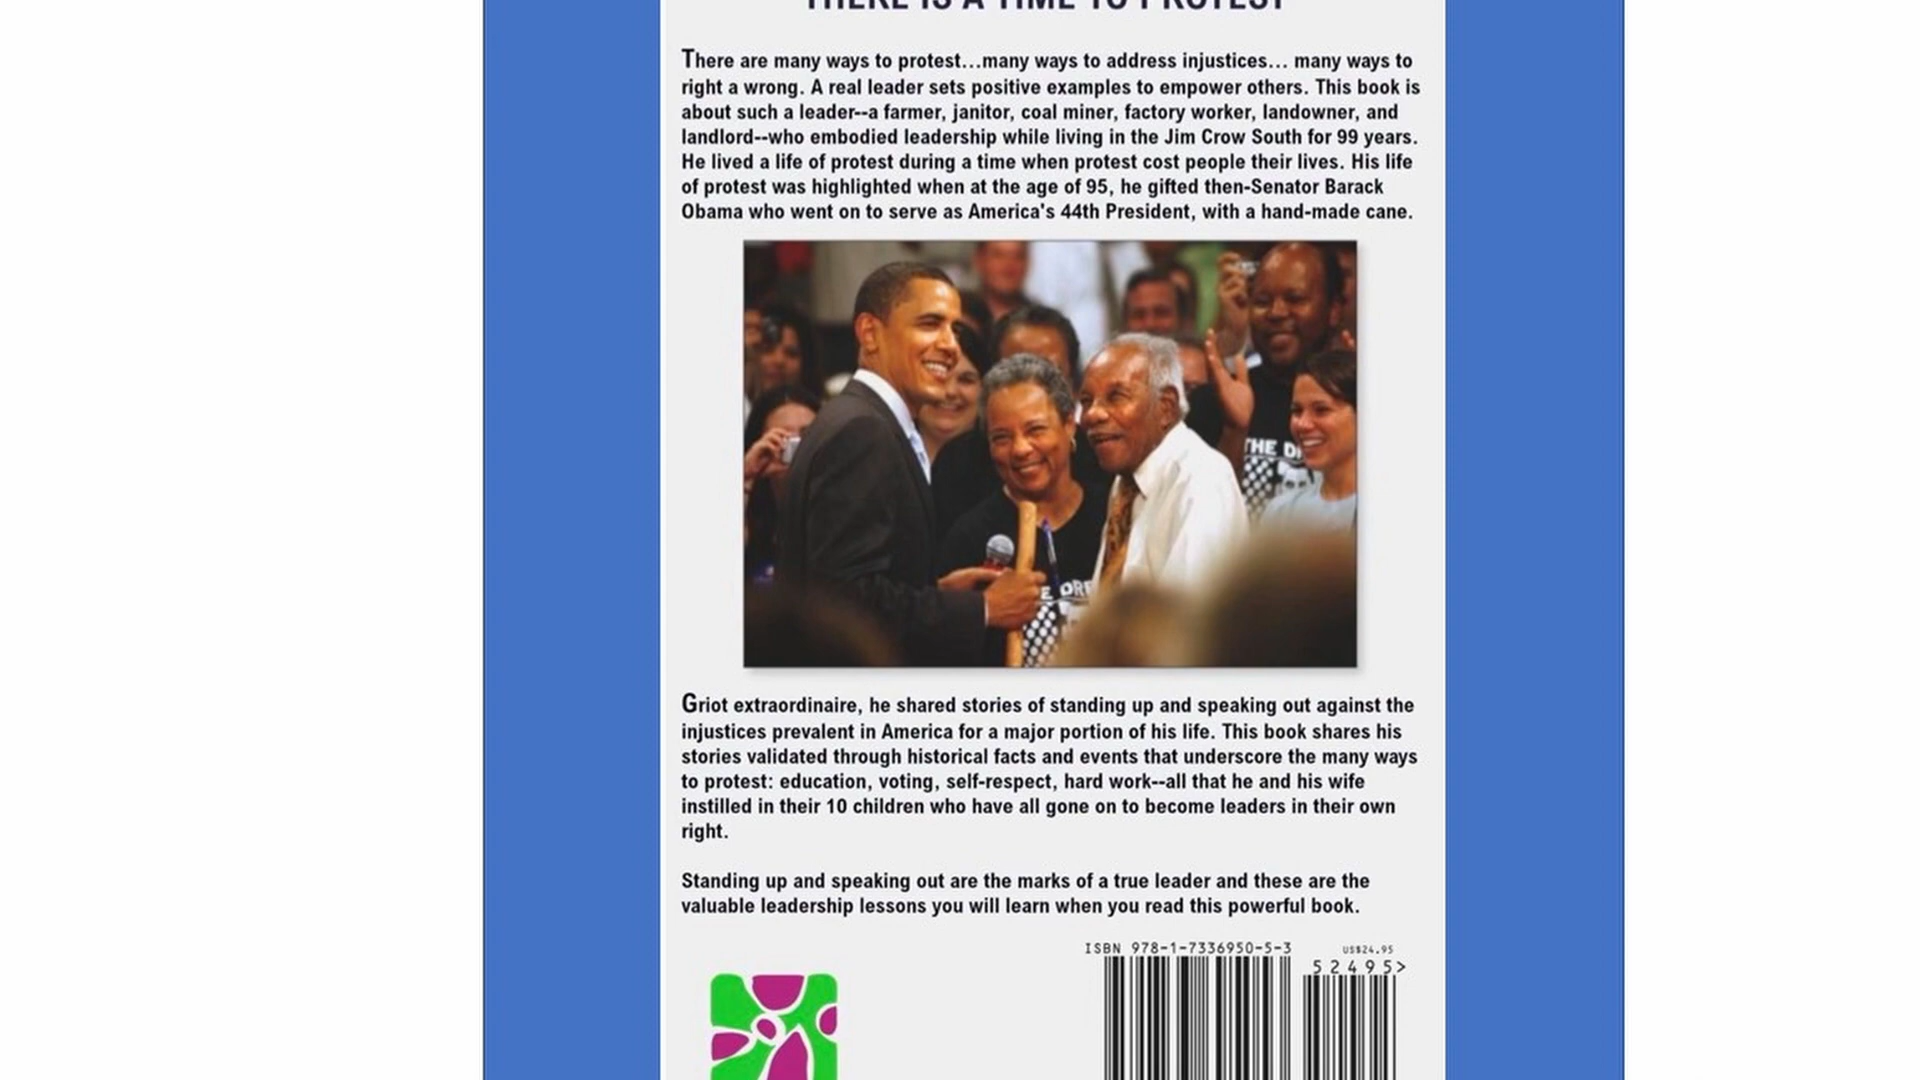 THERE IS A TIME TO PROTEST
There are many ways to protest...many ways to address injustices... many ways to
right a wrong. A real leader sets positive examples to empower others. This book is
about such a leader--a farmer, janitor, coal miner, factory worker, landowner, and
landlord--who embodied leadership while living in the Jim Crow South for 99 years.
He lived a life of protest during a time when protest cost people their lives. His life
of protest was highlighted when at the age of 95, he gifted then-Senator Barack
Obama who went on to serve as America's 44th President, with a hand-made cane.
THE D
E DRE
Griot extraordinaire, he shared stories of standing up and speaking out against the
injustices prevalent in America for a major portion of his life. This book shares his
stories validated through historical facts and events that underscore the many ways
to protest: education, voting, self-respect, hard work--all that he and his wife
instilled in their 10 children who have all gone on to become leaders in their own
right.
Standing up and speaking out are the marks of a true leader and these are the
valuable leadership lessons you will learn when you read this powerful book.
ISBN 978-1-7336950-5-3
US$24.95
52495>